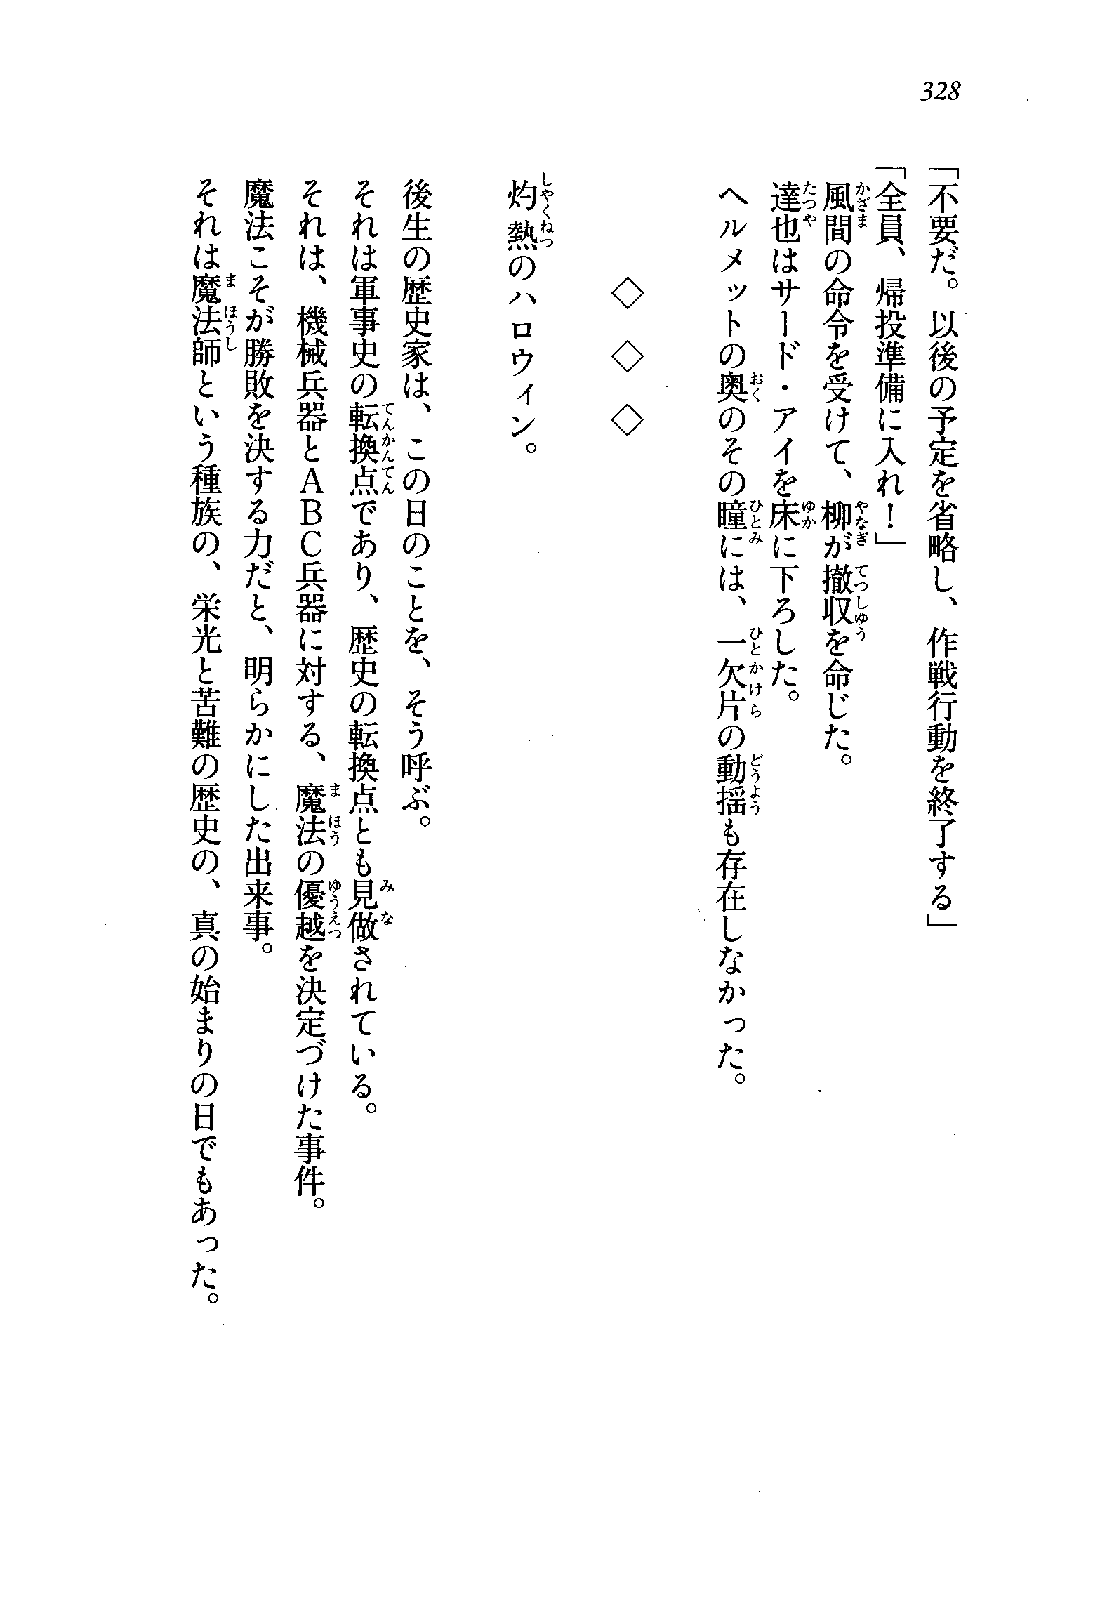 328
「不要だ。以後の予定を省略し、作戦行動を終了する」
「全員、帰投準備に入れ！」
風間の命令を受けて、柳が撤収を命じた。
達也はサード・アイを床に下ろした。
ヘルメットの奥のその瞳には、一欠片の動揺も存在しなかった。
◇ ◇ ◇
灼熱のハロウィン。
後生の歴史家は、この日のことを、そう呼ぶ。
それは軍事史の転換点であり、歴史の転換点とも見做されている。
それは、機械兵器とＡＢＣ兵器に対する、魔法の優越を決定づけた事件。
魔法こそが勝敗を決する力だと、明らかにした出来事。
それは魔法師という種族の、栄光と苦難の歴史の、真の始まりの日でもあった。